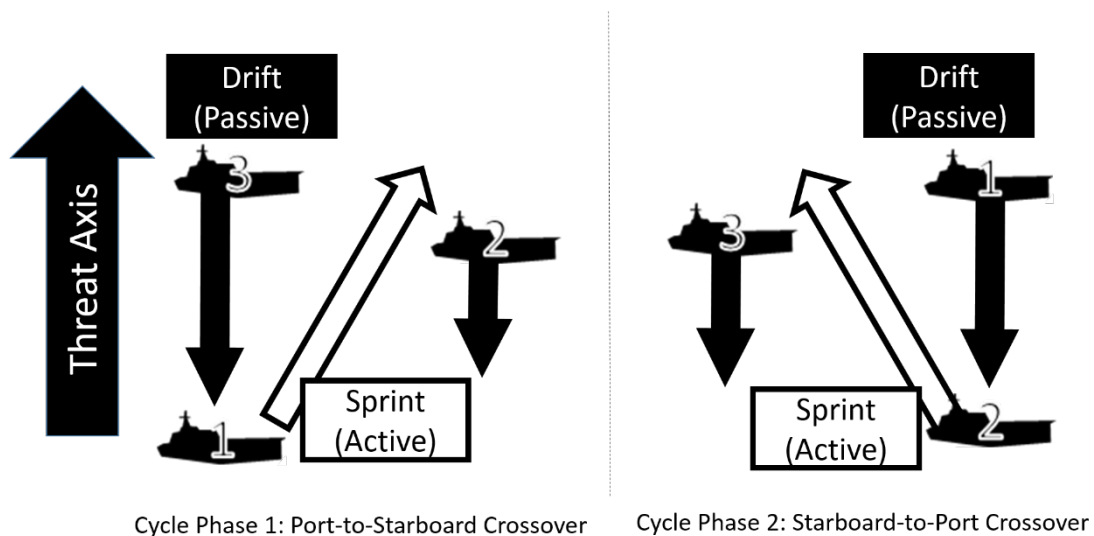 Threat Axis
Drift
(Passive)
3
2
1
Sprint
(Active)
Cycle Phase 1: Port-to-Starboard Crossover
Drift
(Passive)
1
3
2
Sprint
(Active)
Cycle Phase 2: Starboard-to-Port Crossover